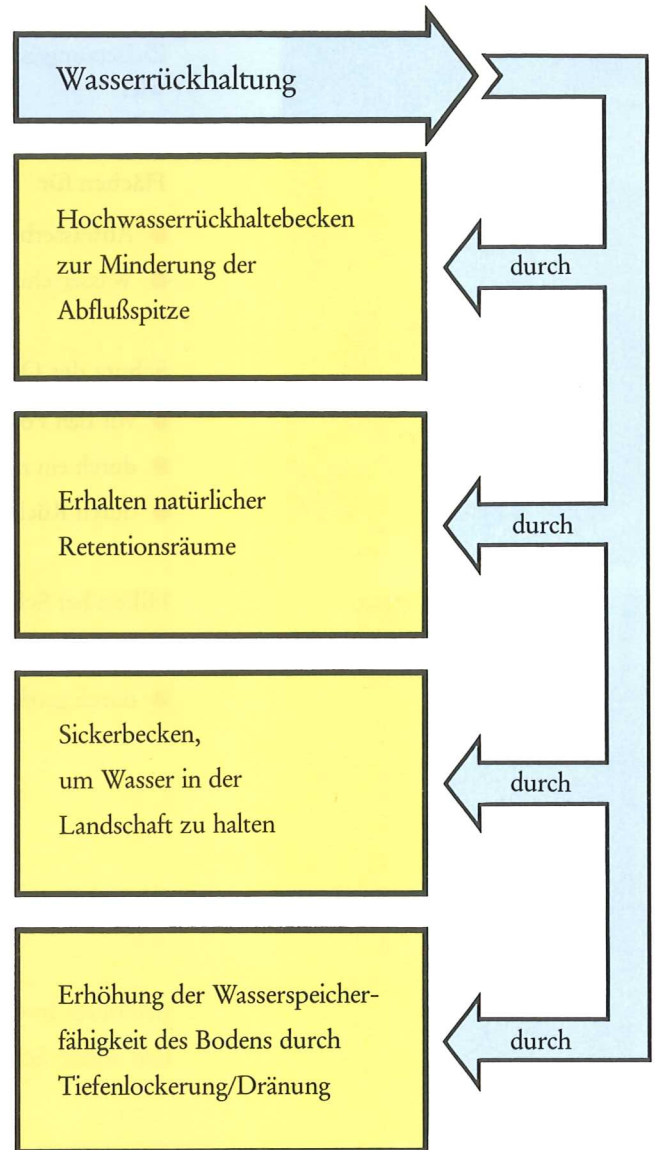 Wasserrückhaltung
Hochwasserrückhaltebecken
zur Minderung der
Abflußspitze
durch
Erhalten natürlicher
Retentionsräume
durch
Sickerbecken,
um Wasser in der
Landschaft zu halten
durch
Erhöhung der Wasserspeicher-
fähigkeit des Bodens durch
Tiefenlockerung/Dränung
durch